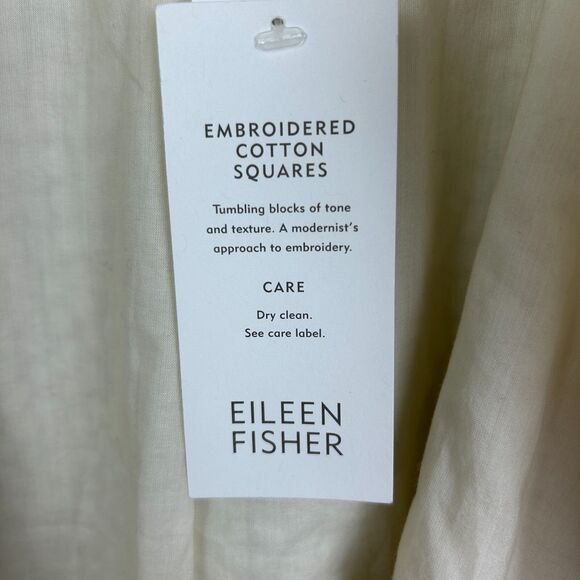 EMBROIDERED
COTTON
SQUARES
Tumbling blocks of tone
and texture. A modernist's
approach to embroidery.
CARE
Dry clean.
See care label.
EILEEN
FISHER